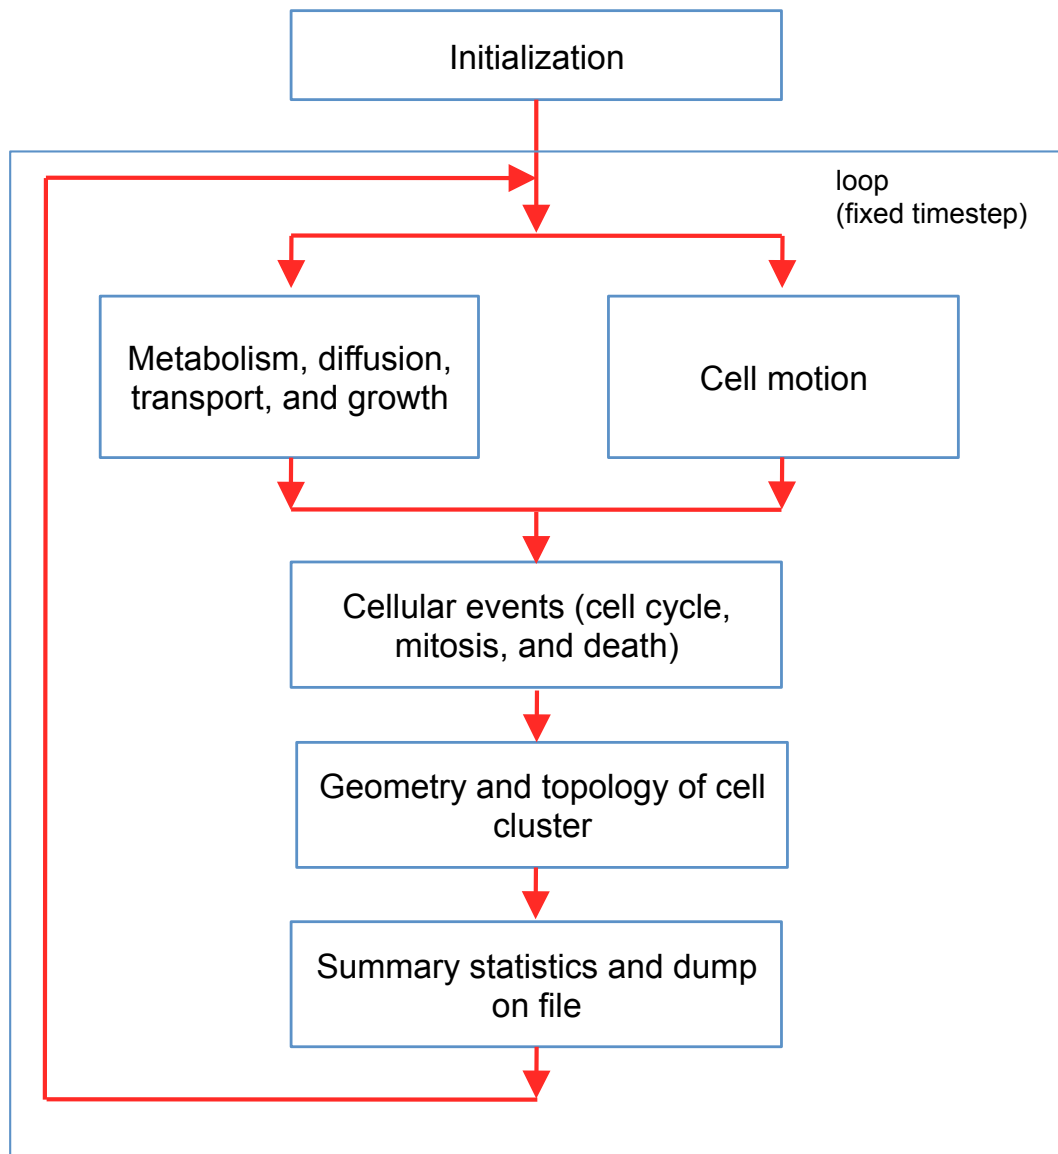 Initialization
loop
(fixed timestep)
Metabolism, diffusion,
transport, and growth
Cell motion
Cellular events (cell cycle,
mitosis, and death)
Geometry and topology of cell
cluster
Summary statistics and dump
on file